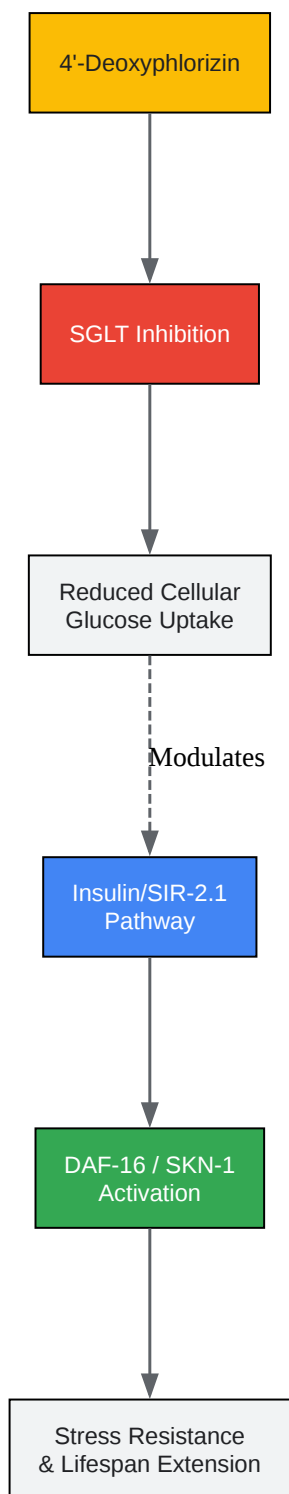 4'-Deoxyphlorizin
SGLT Inhibition
Reduced Cellular
Glucose Uptake
Modulates
Insulin/SIR-2.1
Pathway
DAF-16 / SKN-1
Activation
Stress Resistance
& Lifespan Extension